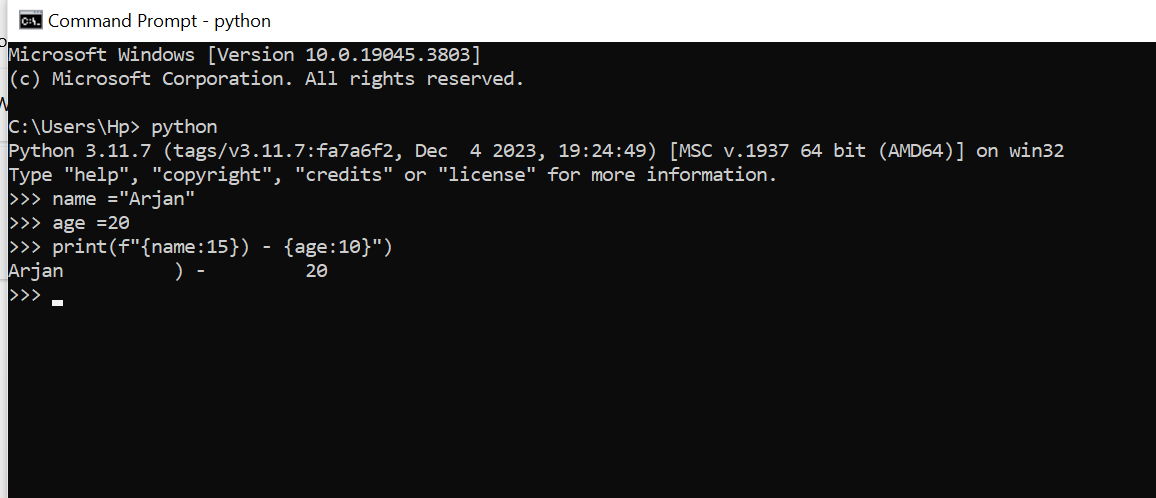 Command Prompt - python
Microsoft Windows [Version 10.0.19045.3803]
(c) Microsoft Corporation. All rights reserved.
C:\Users\Hp> python
Python 3.11.7 (tags/v3.11.7:fa7a6f2, Dec  4 2023, 19:24:49) [MSC v.1937 64 bit (AMD64)] on win32
Type "help", "copyright", "credits" or "license" for more information.
>>> name ="Arjan"
>>> age =20
>>> print(f"{name:15}) - {age:10}")
Arjan          ) -         20
>>>